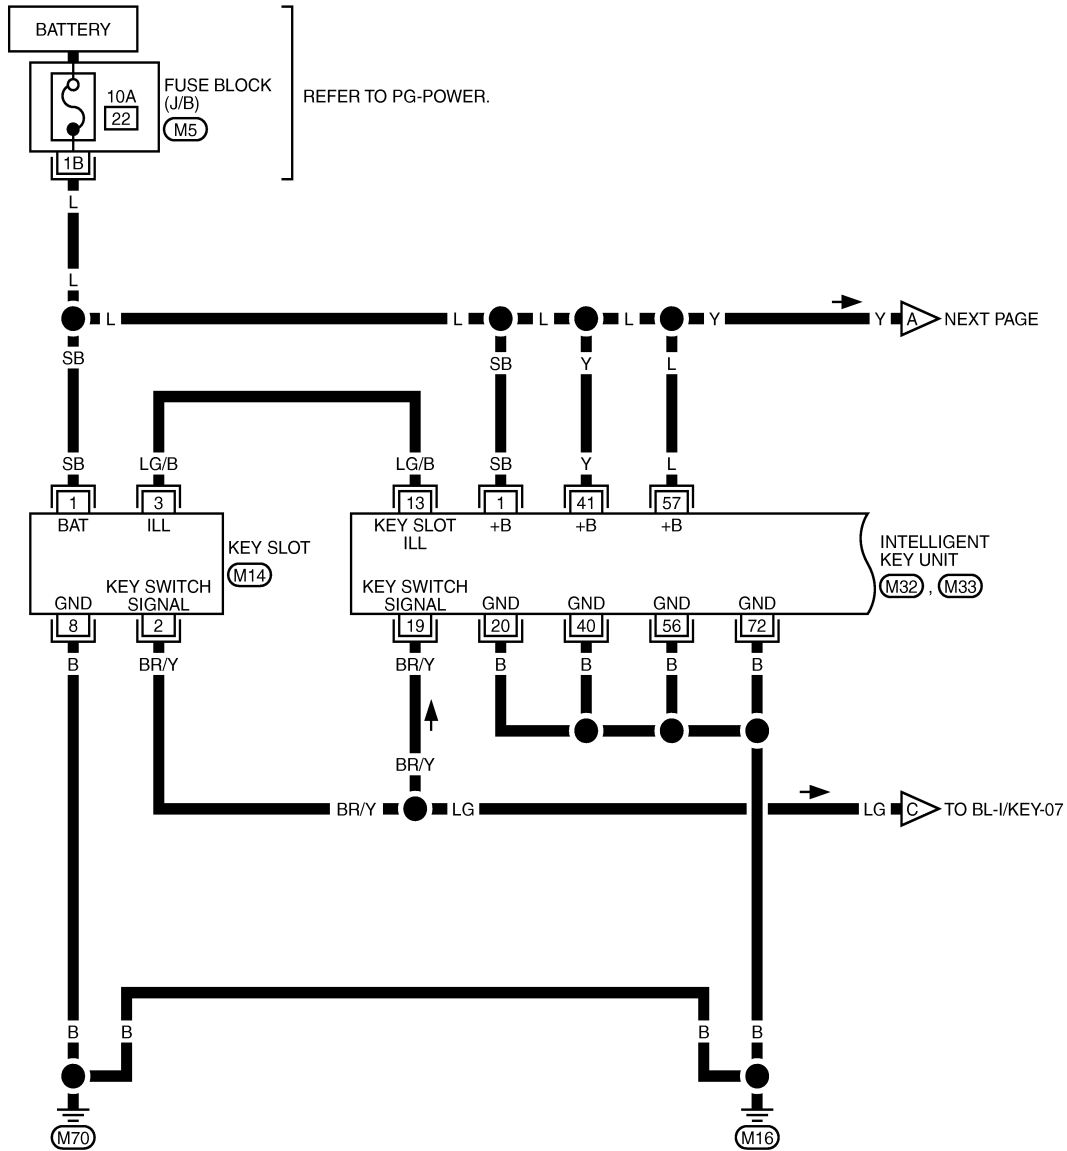 BATTERY
10A
22
FUSE BLOCK
(J/B)
M5
REFER TO PG-POWER.
1B
L
L
L
L
L
L
Y
Y
A
NEXT PAGE
SB
SB
Y
L
SB
LG/B
LG/B
SB
Y
L
1
3
13
1
41
57
BAT
ILL
KEY SLOT
ILL
+B
+B
+B
KEY SLOT
M14
INTELLIGENT
KEY UNIT
M32 , M33
GND
KEY SWITCH
SIGNAL
KEY SWITCH
SIGNAL
GND
GND
GND
GND
8
2
19
20
40
56
72
B
BR/Y
BR/Y
B
B
B
B
BR/Y
BR/Y
LG
LG
C
TO BL-I/KEY-07
B
B
B
B
M70
M16